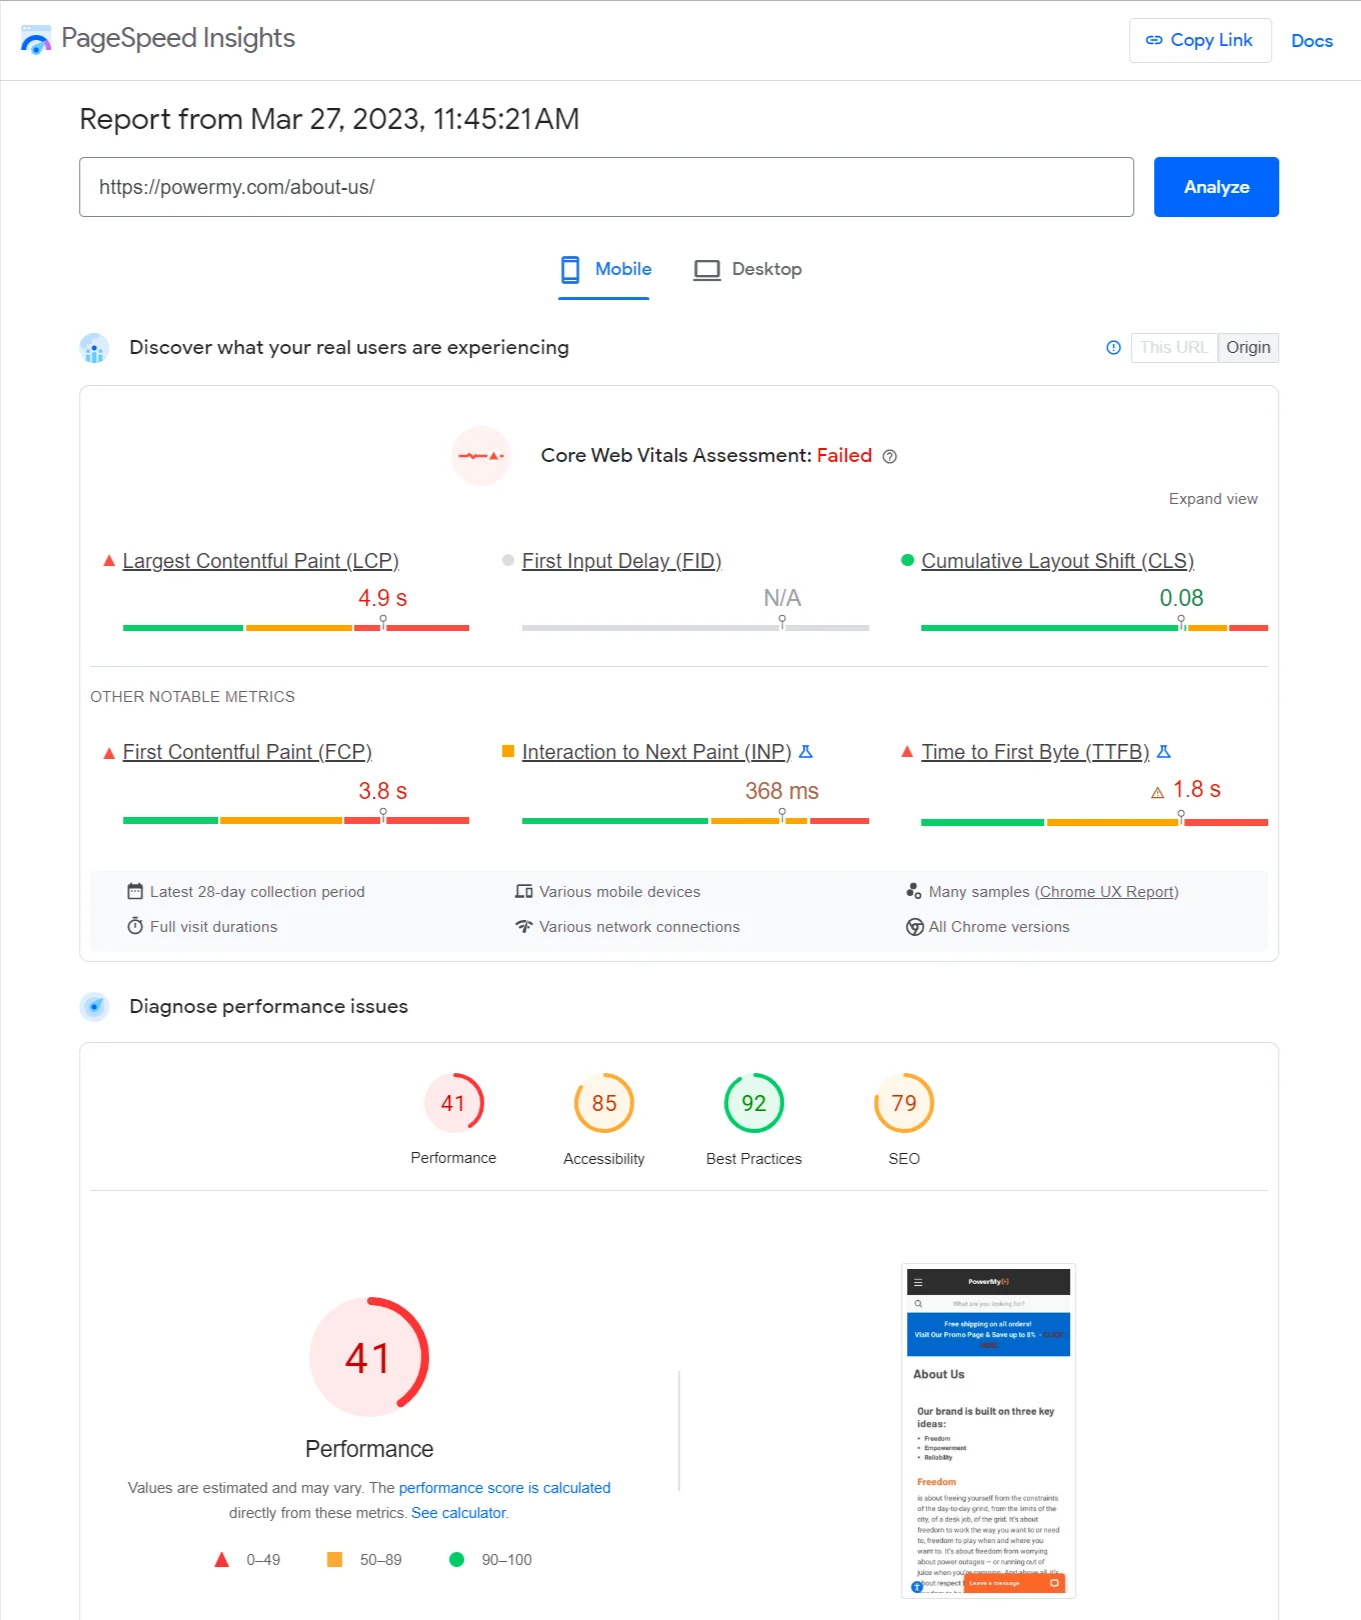 PageSpeed Insights
Copy Link
Docs
Report from Mar 27, 2023, 11:45:21 AM
https://powermy.com/about-us/
Analyze
Mobile
Desktop
Discover what your real users are experiencing
This URL
Origin
Core Web Vitals Assessment: Failed
Expand view
Largest Contentful Paint (LCP)
4.9 s
First Input Delay (FID)
N/A
Cumulative Layout Shift (CLS)
0.08
OTHER NOTABLE METRICS
First Contentful Paint (FCP)
3.8 s
Interaction to Next Paint (INP)
368 ms
Time to First Byte (TTFB)
1.8 s
Latest 28-day collection period
Various mobile devices
Many samples (Chrome UX Report)
Full visit durations
Various network connections
All Chrome versions
Diagnose performance issues
41
Performance
85
Accessibility
92
Best Practices
79
SEO
41
Performance
Values are estimated and may vary. The performance score is calculated
directly from these metrics. See calculator.
0–49
50–89
90–100
PowerMy[+]
What are you looking for?
Free shipping on all orders!
Visit Our Promo Page & Save up to 8% - CLICK
HERE
About Us
Our brand is built on three key
ideas:
• Freedom
• Empowerment
• Reliability
Freedom
is about freeing yourself from the constraints
of the day-to-day grind, from the limits of the
city, of a desk job, of the grid. It's about
freedom to work the way you want to or need
to, freedom to play when and where you
want to. It's about freedom from worrying
about power outages — or running out of
juice when you're camping. And above all, it's
about respect f
Leave a message
freedom to be